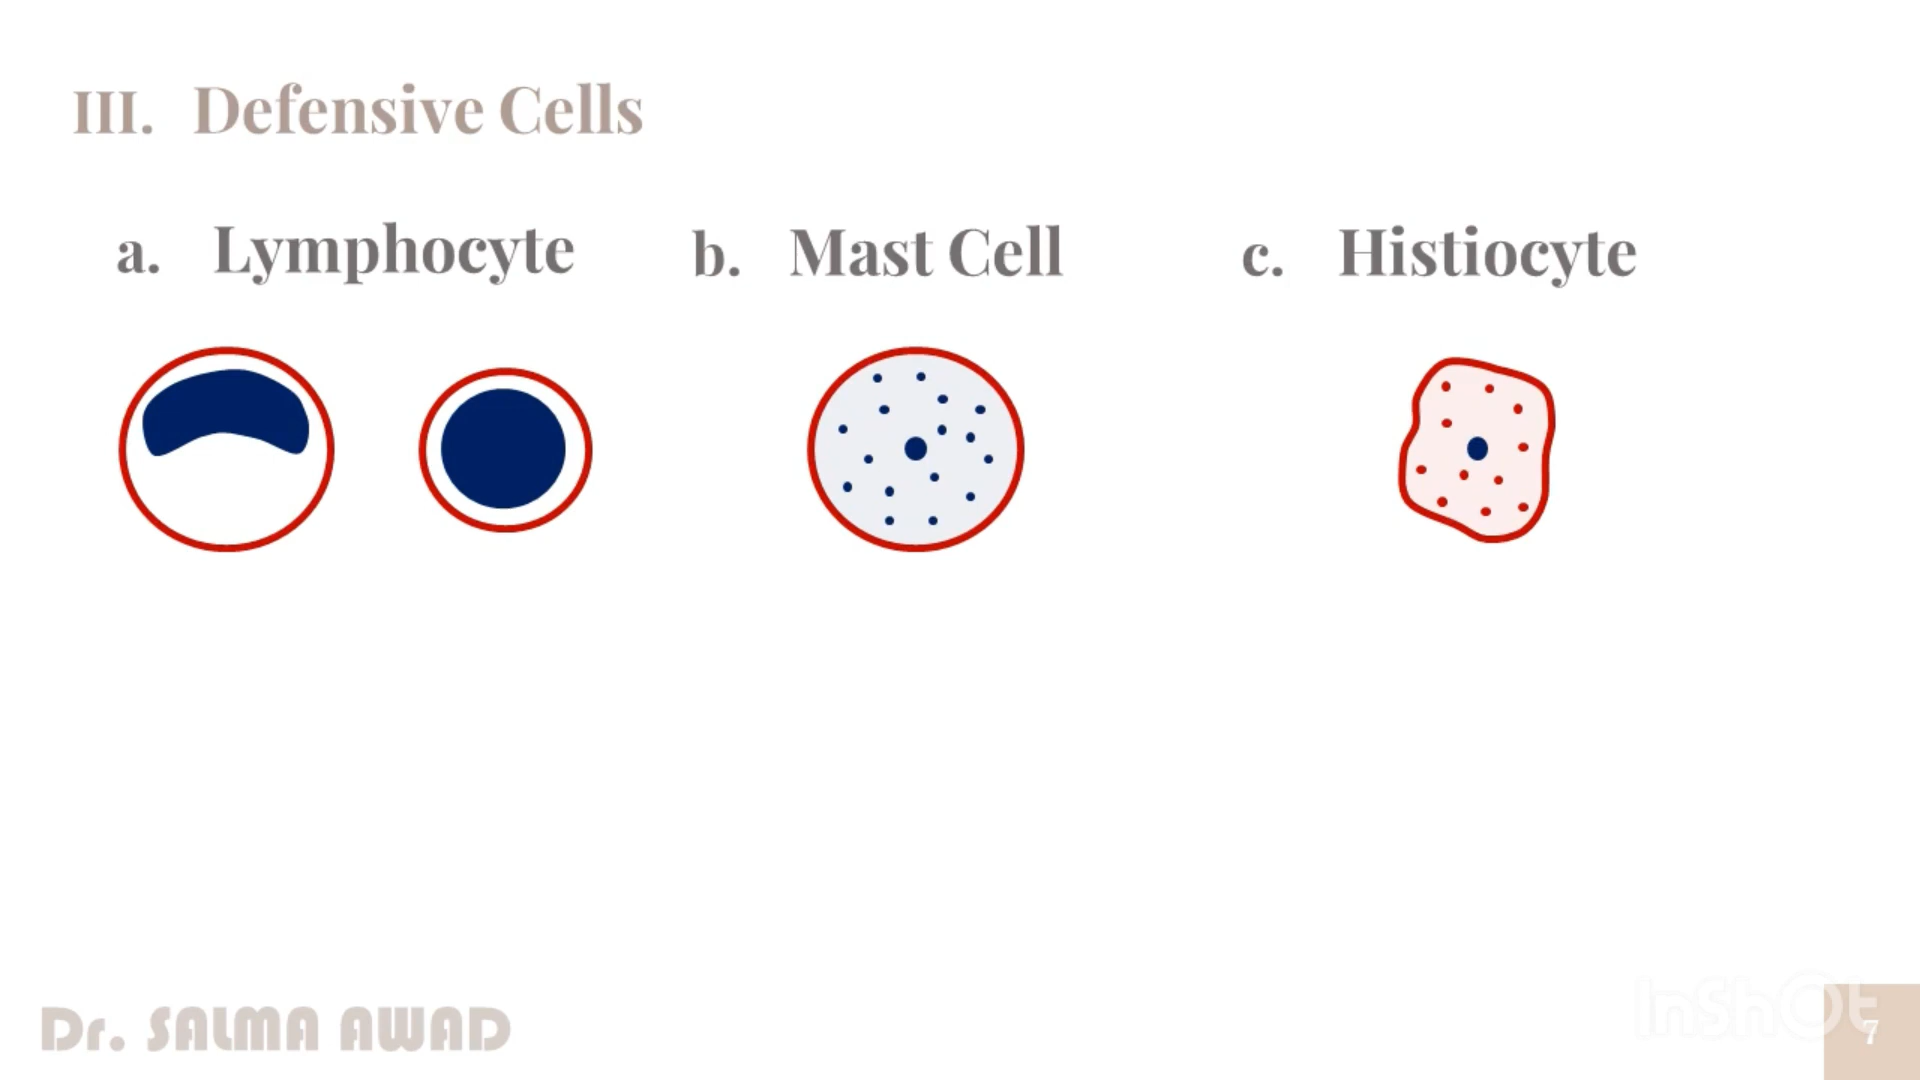 III. Defensive Cells
a. Lymphocyte b. Mast Cell c. Histiocyte
Dr. SALMA AWAD
InShOt
7